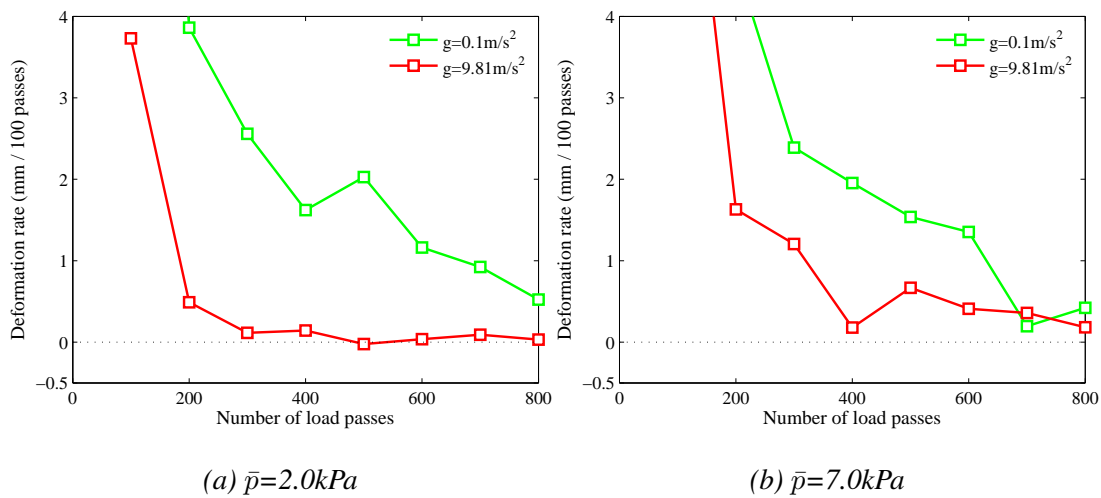 4
3
2
1
0
−0.5
0
200
400
600
800
Deformation rate (mm / 100 passes)
Number of load passes
g=0.1m/s²
g=9.81m/s²
(a) p̄=2.0kPa
4
3
2
1
0
−0.5
0
200
400
600
800
Deformation rate (mm / 100 passes)
Number of load passes
g=0.1m/s²
g=9.81m/s²
(b) p̄=7.0kPa